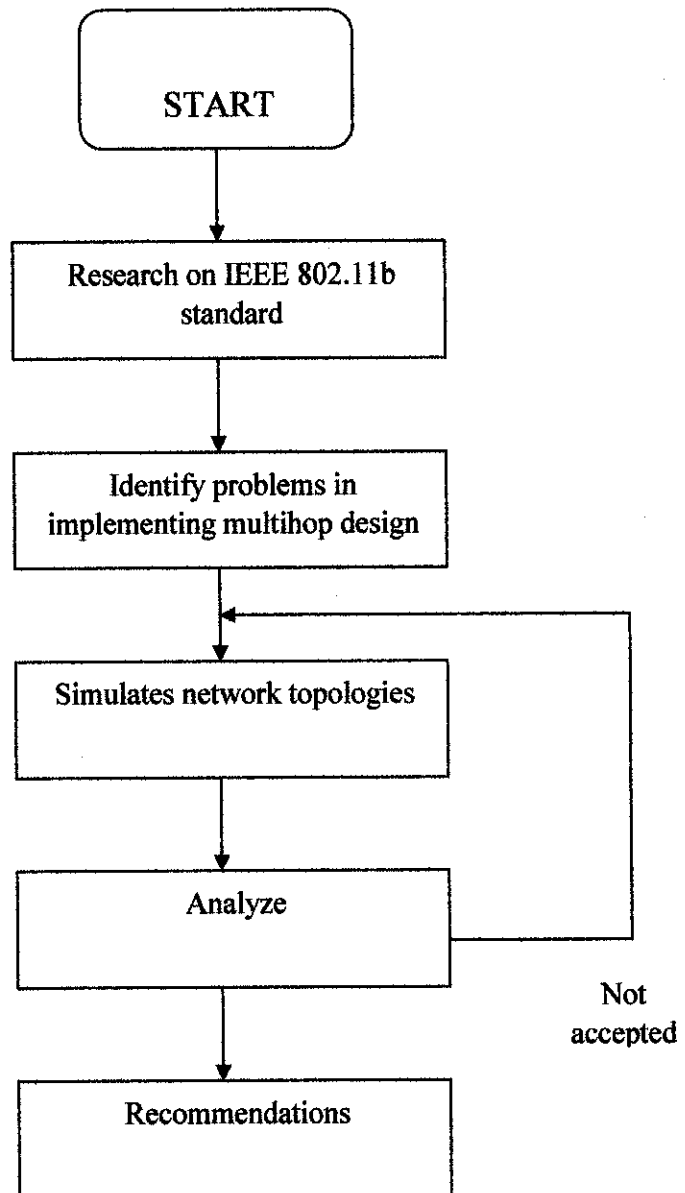 START
Research on IEEE 802.11b
standard
Identify problems in
implementing multihop design
Simulates network topologies
Analyze
Not
accepted
Recommendations